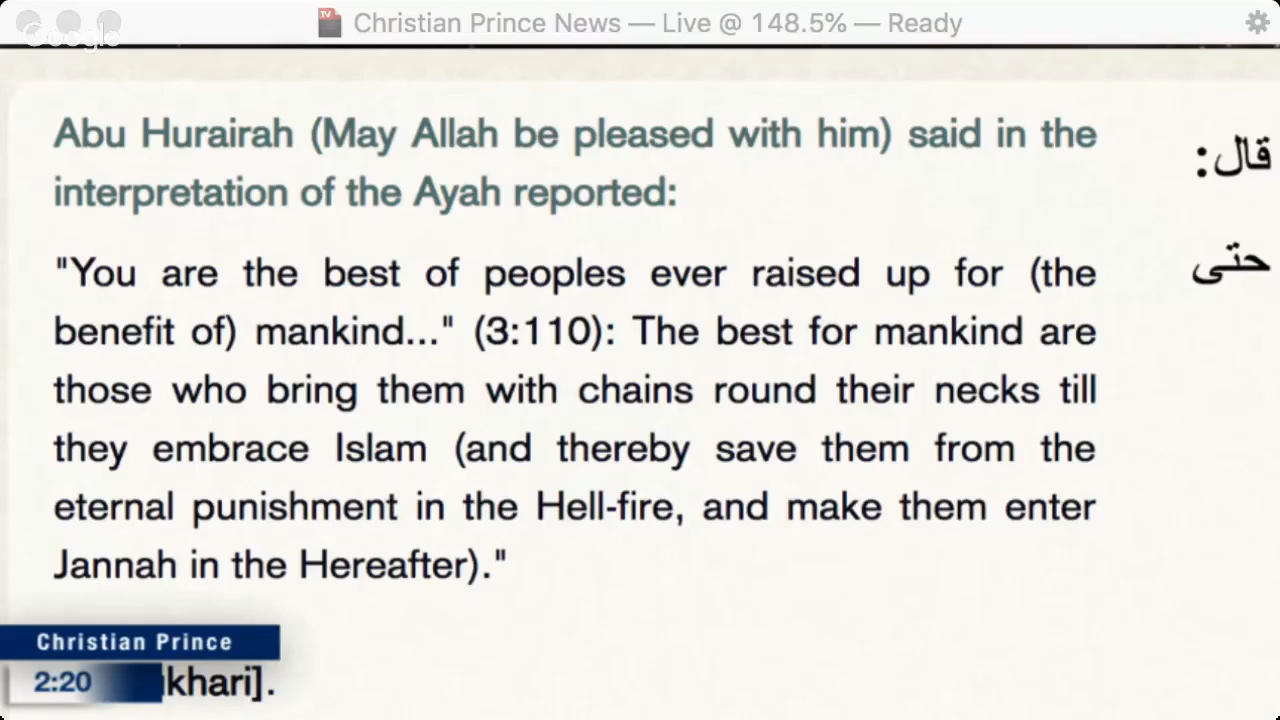 Christian Prince News — Live @ 148.5% — Ready
Google
Abu Hurairah (May Allah be pleased with him) said in the
interpretation of the Ayah reported:
قال:
"You are the best of peoples ever raised up for (the
حتى
benefit of) mankind..." (3:110): The best for mankind are
those who bring them with chains round their necks till
they embrace Islam (and thereby save them from the
eternal punishment in the Hell-fire, and make them enter
Jannah in the Hereafter)."
Christian Prince
2:20
khari].